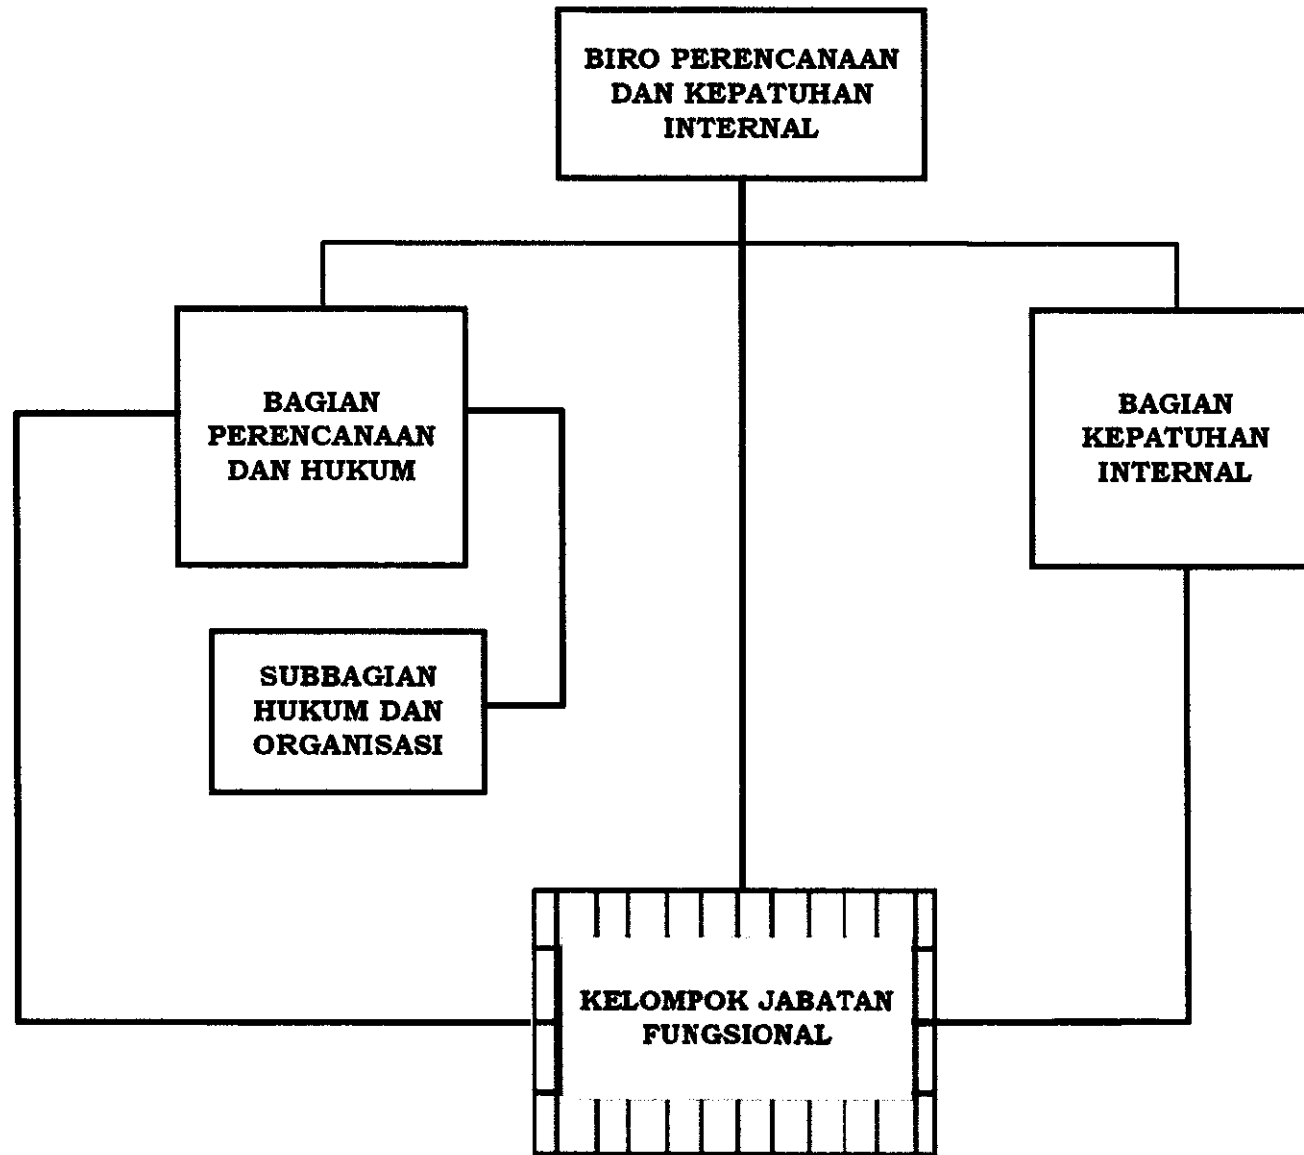 BIRO PERENCANAAN
DAN KEPATUHAN
INTERNAL
BAGIAN
PERENCANAAN
DAN HUKUM
BAGIAN
KEPATUHAN
INTERNAL
SUBBAGIAN
HUKUM DAN
ORGANISASI
KELOMPOK JABATAN
FUNGSIONAL